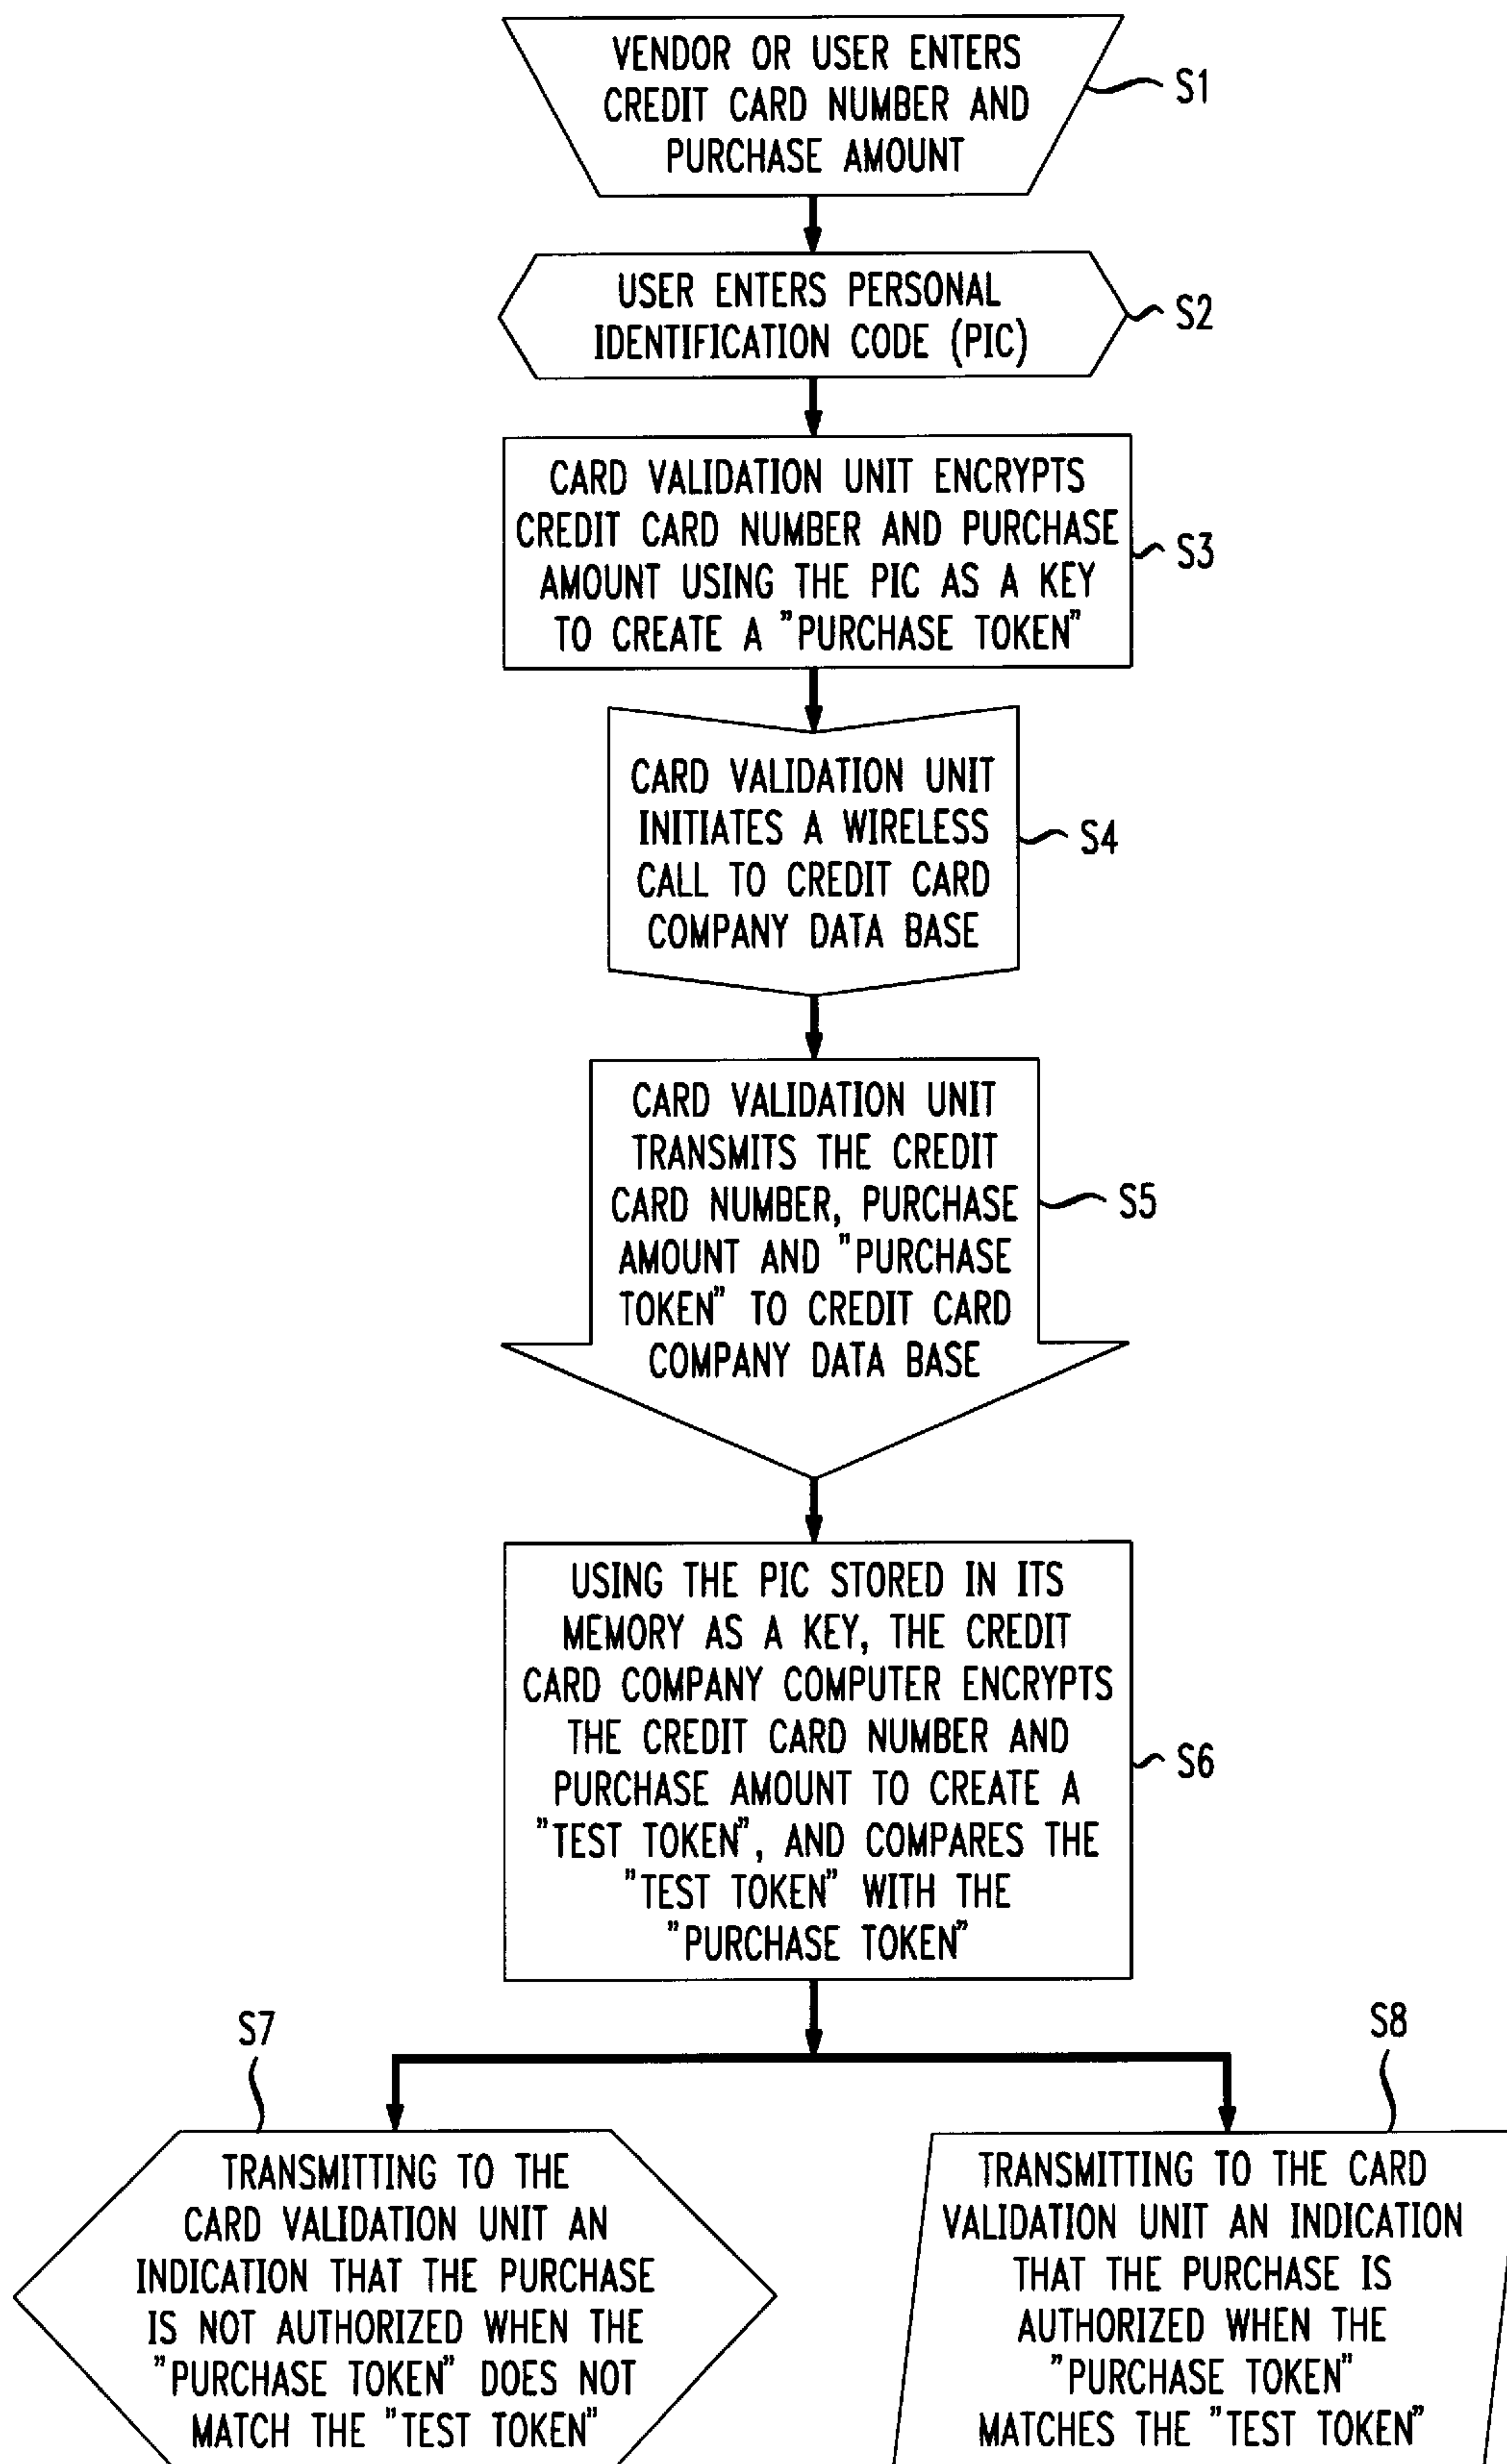 VENDOR OR USER ENTERS
CREDIT CARD NUMBER AND
PURCHASE AMOUNT
S1
USER ENTERS PERSONAL
IDENTIFICATION CODE (PIC)
S2
CARD VALIDATION UNIT ENCRYPTS
CREDIT CARD NUMBER AND PURCHASE
AMOUNT USING THE PIC AS A KEY
TO CREATE A "PURCHASE TOKEN"
S3
CARD VALIDATION UNIT
INITIATES A WIRELESS
CALL TO CREDIT CARD
COMPANY DATA BASE
S4
CARD VALIDATION UNIT
TRANSMITS THE CREDIT
CARD NUMBER, PURCHASE
AMOUNT AND "PURCHASE
TOKEN" TO CREDIT CARD
COMPANY DATA BASE
S5
USING THE PIC STORED IN ITS
MEMORY AS A KEY, THE CREDIT
CARD COMPANY COMPUTER ENCRYPTS
THE CREDIT CARD NUMBER AND
PURCHASE AMOUNT TO CREATE A
"TEST TOKEN", AND COMPARES THE
"TEST TOKEN" WITH THE
"PURCHASE TOKEN"
S6
S7
TRANSMITTING TO THE
CARD VALIDATION UNIT AN
INDICATION THAT THE PURCHASE
IS NOT AUTHORIZED WHEN THE
"PURCHASE TOKEN" DOES NOT
MATCH THE "TEST TOKEN"
S8
TRANSMITTING TO THE CARD
VALIDATION UNIT AN INDICATION
THAT THE PURCHASE IS
AUTHORIZED WHEN THE
"PURCHASE TOKEN"
MATCHES THE "TEST TOKEN"